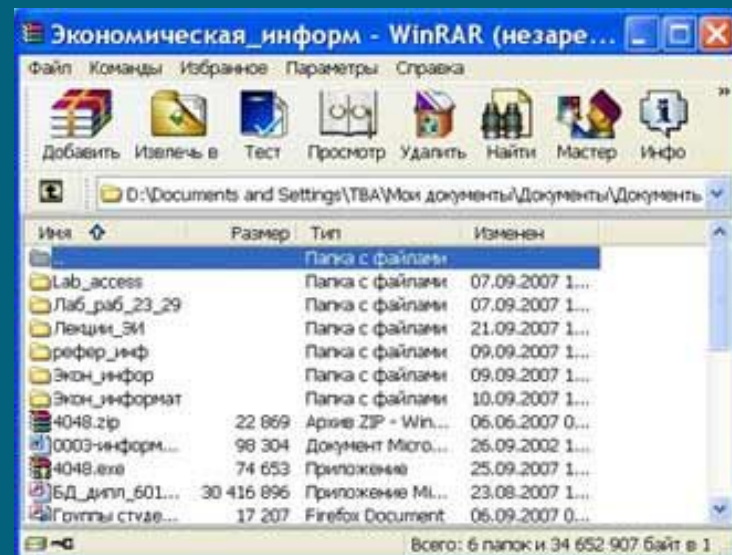 Экономическая_информ - WinRAR (незаре...
Файл Команды Избранное Параметры Справка
Добавить Извлечь в Тест Просмотр Удалить Найти Мастер Инфо »
D:\Documents and Settings\TBA\Мои документы\Документы\Документь
Имя Размер Тип Изменен
.. Папка с файлами
Lab_access Папка с файлами 07.09.2007 1...
Лаб_раб_23_29 Папка с файлами 07.09.2007 1...
Лекции_ЭИ Папка с файлами 21.09.2007 1...
рефер_инф Папка с файлами 09.09.2007 1...
Экон_инфор Папка с файлами 09.09.2007 1...
Экон_информат Папка с файлами 10.09.2007 1...
4048.zip 22 869 Архив ZIP - Win... 06.06.2007 0...
0003-информ... 98 304 Документ Micro... 26.09.2002 1...
4048.exe 74 653 Приложение 25.09.2007 1...
БД_дипл_601... 30 416 896 Приложение Mi... 23.08.2007 1...
Группы студе... 17 207 Firefox Document 06.09.2007 0...
Всего: 6 папок и 34 652 907 байт в 1